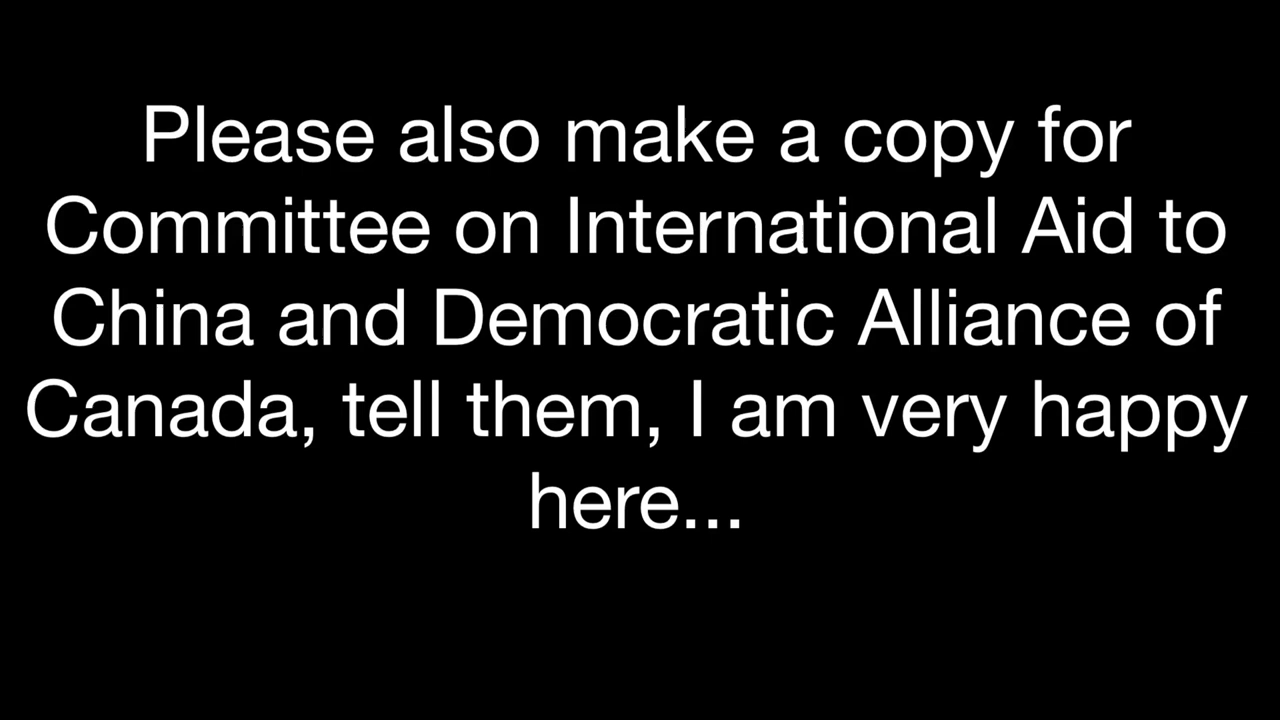 Please also make a copy for
Committee on International Aid to
China and Democratic Alliance of
Canada, tell them, I am very happy
here...